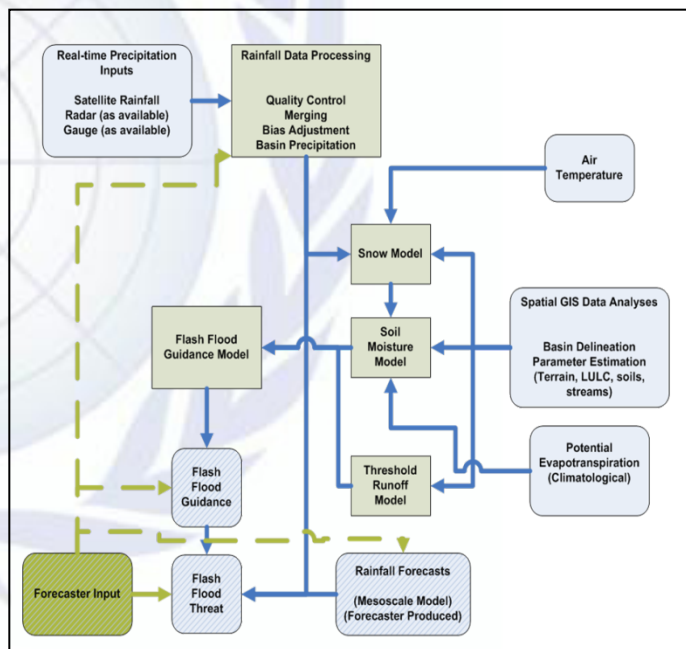 Real-time Precipitation
Inputs
Satellite Rainfall
Radar (as available)
Gauge (as available)
Rainfall Data Processing
Quality Control
Merging
Bias Adjustment
Basin Precipitation
Air
Temperature
Snow Model
Spatial GIS Data Analyses
Basin Delineation
Parameter Estimation
(Terrain, LULC, soils,
streams)
Flash Flood
Guidance Model
Soil
Moisture
Model
Potential
Evapotranspiration
(Climatological)
Flash
Flood
Guidance
Threshold
Runoff
Model
Forecaster Input
Flash
Flood
Threat
Rainfall Forecasts
(Mesoscale Model)
(Forecaster Produced)